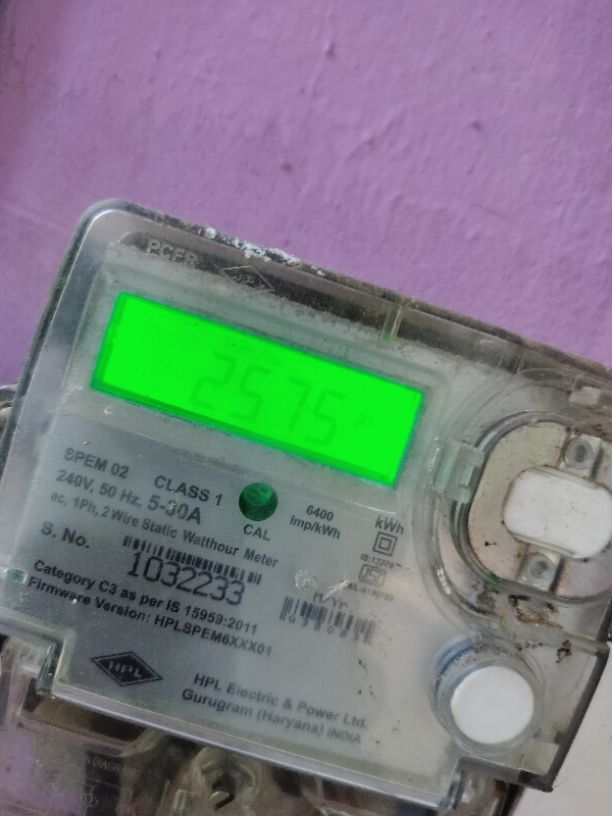 2575
SPEM 02 CLASS 1
240V, 50 Hz, 5-30A
ac, 1Ph, 2 Wire Static Watthour Meter
CAL
6400
imp/kWh
kWh
S. No.
1032233
Category C3 as per IS 15959:2011
Firmware Version: HPLSPEM6XXX01
HPL
HPL Electric & Power Ltd.
Gurugram (Haryana) INDIA